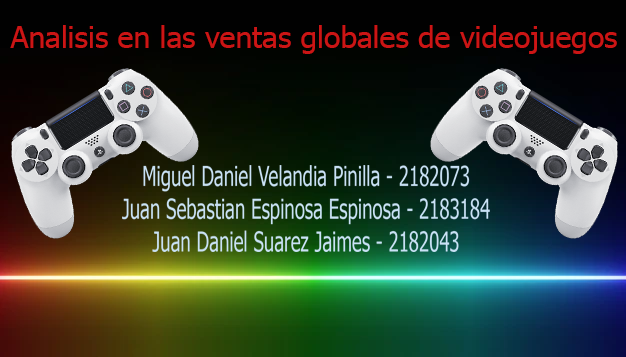 Analisis en las ventas globales de videojuegos
Miguel Daniel Velandia Pinilla - 2182073
Juan Sebastian Espinosa Espinosa - 2183184
Juan Daniel Suarez Jaimes - 2182043